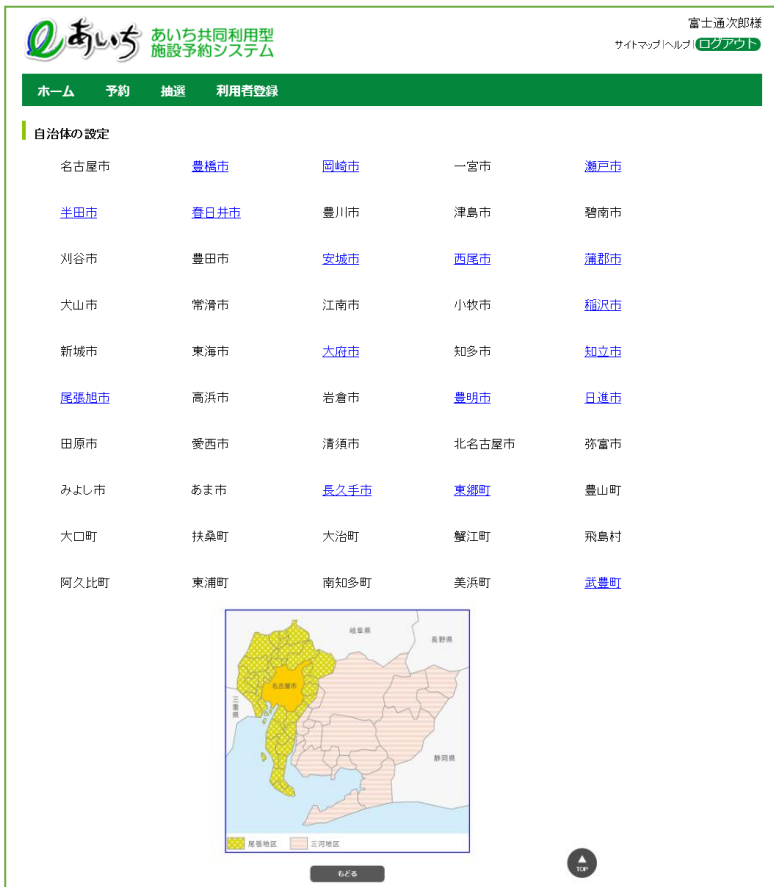 富士通次郎様
あいち あいち共同利用型
施設予約システム
サイトマップ|ヘルプ|ログアウト
ホーム 予約 抽選 利用者登録
自治体の設定
名古屋市 豊橋市 岡崎市 一宮市 瀬戸市
半田市 春日井市 豊川市 津島市 碧南市
刈谷市 豊田市 安城市 西尾市 蒲郡市
犬山市 常滑市 江南市 小牧市 稲沢市
新城市 東海市 大府市 知多市 知立市
尾張旭市 高浜市 岩倉市 豊明市 日進市
田原市 愛西市 清須市 北名古屋市 弥富市
みよし市 あま市 長久手市 東郷町 豊山町
大口町 扶桑町 大治町 蟹江町 飛島村
阿久比町 東浦町 南知多町 美浜町 武豊町
岐阜県
長野県
名古屋市
三重県
静岡県
尾張地区 三河地区
もどる
TOP